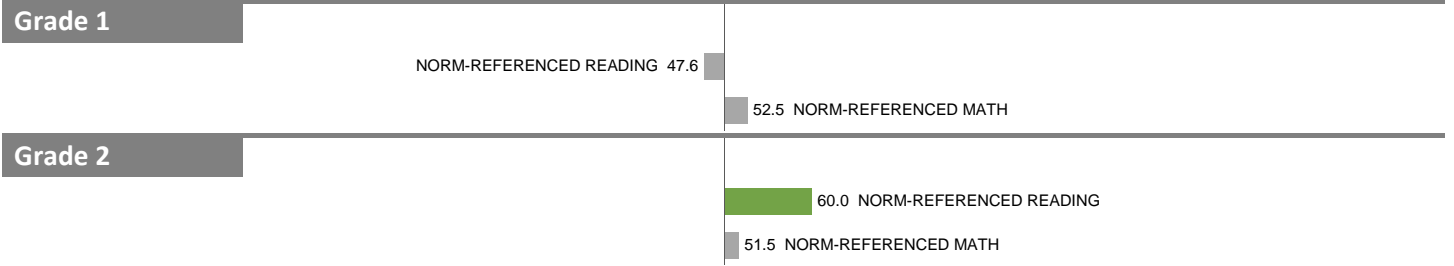 Grade 1
NORM-REFERENCED READING 47.6
52.5 NORM-REFERENCED MATH
Grade 2
60.0 NORM-REFERENCED READING
51.5 NORM-REFERENCED MATH